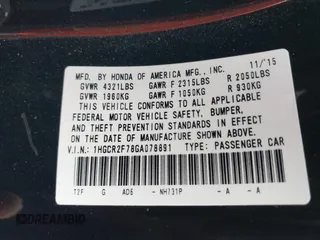 MFD. BY HONDA OF AMERICA MFG., INC. 11/15
GVWR 4321LBS GAWR F 2315LBS R 2050LBS
GVWR 1960KG GAWR F 1050KG R 930KG
THIS VEHICLE CONFORMS TO ALL APPLICABLE
FEDERAL MOTOR VEHICLE SAFETY, BUMPER,
AND THEFT PREVENTION STANDARDS IN EFFECT
ON THE DATE OF MANUFACTURE SHOWN ABOVE.
V.I.N.: 1HGCR2F78GA078691 TYPE: PASSENGER CAR
T2F G AD6 - NH731P - A - A
DREAMBID